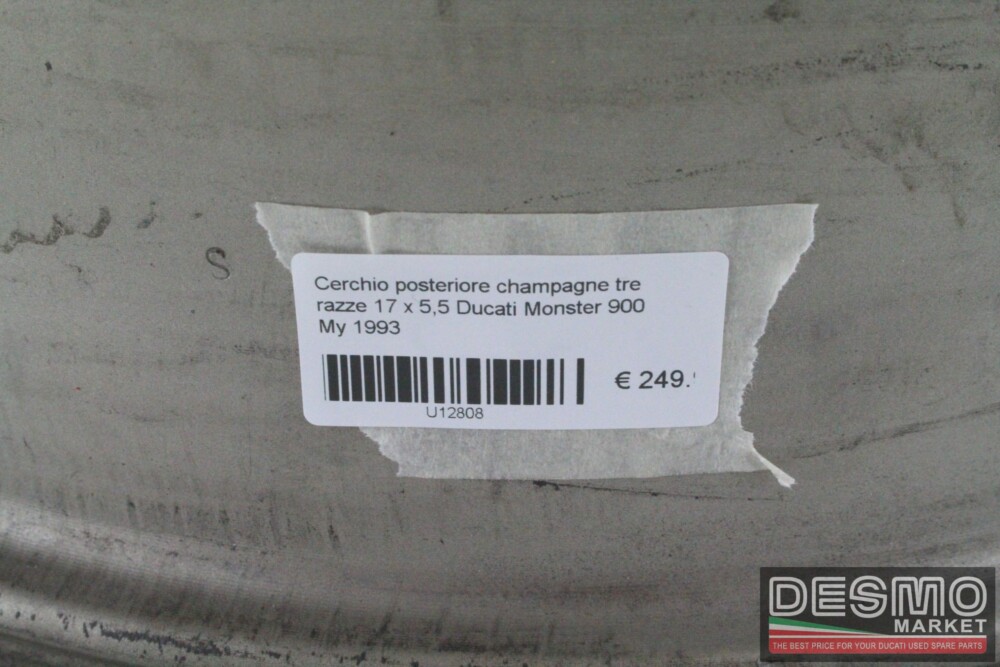 S
Cerchio posteriore champagne tre
razze 17 x 5,5 Ducati Monster 900
My 1993
€ 249.
U12808
DESMO
MARKET
THE BEST PRICE FOR YOUR DUCATI USED SPARE PARTS